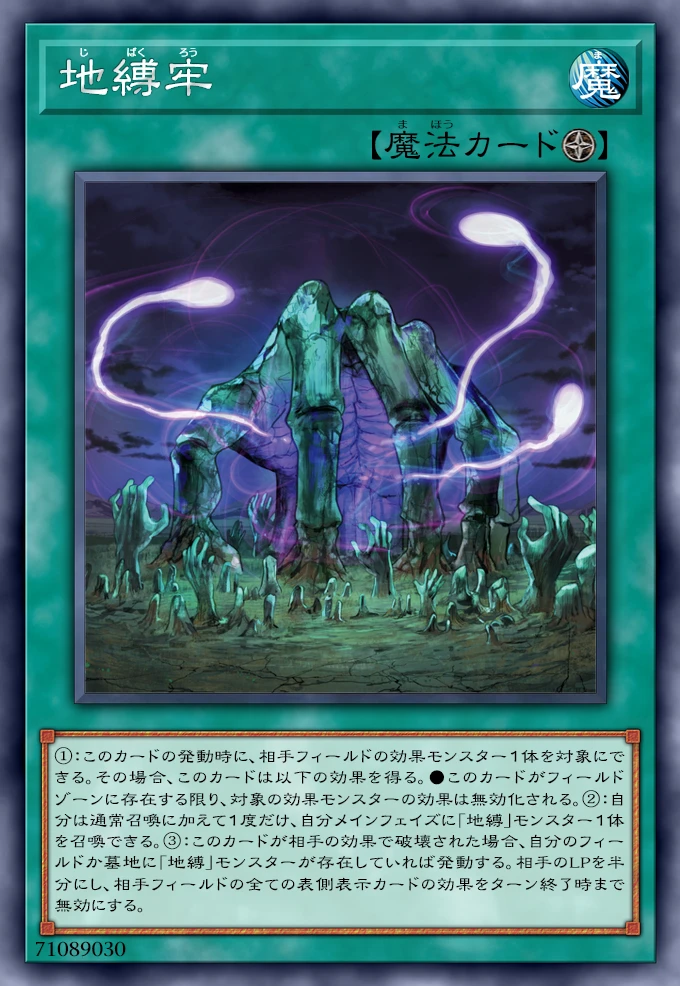 じばくろう
地縛牢
魔
まほう
【魔法カード】
①：このカードの発動時に、相手フィールドの効果モンスター１体を対象にで
きる。その場合、このカードは以下の効果を得る。●このカードがフィールド
ゾーンに存在する限り、対象の効果モンスターの効果は無効化される。②：自
分は通常召喚に加えて１度だけ、自分メインフェイズに「地縛」モンスター１体
を召喚できる。③：このカードが相手の効果で破壊された場合、自分のフィー
ルドか墓地に「地縛」モンスターが存在していれば発動する。相手のLPを半
分にし、相手フィールドの全ての表側表示カードの効果をターン終了時まで
無効にする。
71089030